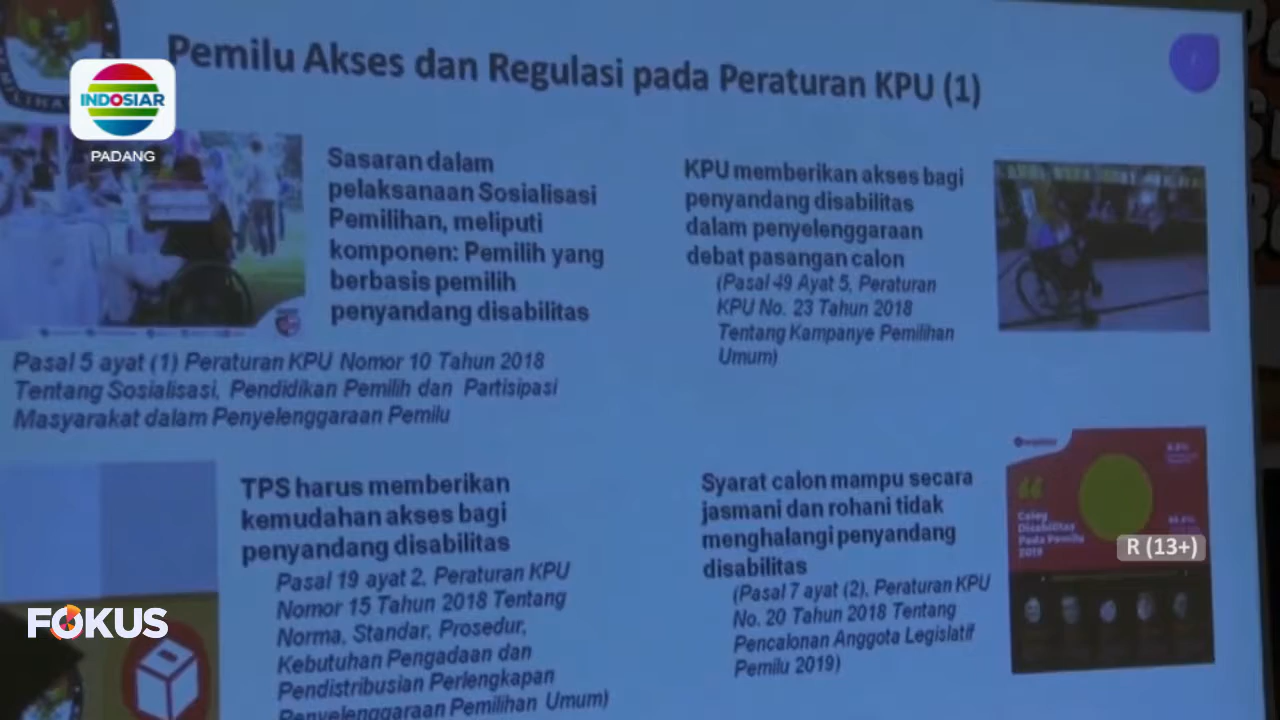 Pemilu Akses dan Regulasi pada Peraturan KPU (1)
INDOSIAR
PADANG
Sasaran dalam
pelaksanaan Sosialisasi
Pemilihan, meliputi
komponen: Pemilih yang
berbasis pemilih
penyandang disabilitas
Pasal 5 ayat (1) Peraturan KPU Nomor 10 Tahun 2018
Tentang Sosialisasi, Pendidikan Pemilih dan Partisipasi
Masyarakat dalam Penyelenggaraan Pemilu
KPU memberikan akses bagi
penyandang disabilitas
dalam penyelenggaraan
debat pasangan calon
(Pasal 49 Ayat 5, Peraturan
KPU No. 23 Tahun 2018
Tentang Kampanye Pemilihan
Umum)
TPS harus memberikan
kemudahan akses bagi
penyandang disabilitas
Pasal 19 ayat 2, Peraturan KPU
Nomor 15 Tahun 2018 Tentang
Norma, Standar, Prosedur,
Kebutuhan Pengadaan dan
Pendistribusian Perlengkapan
Penyelenggaraan Pemilihan Umum)
Syarat calon mampu secara
jasmani dan rohani tidak
menghalangi penyandang
disabilitas
(Pasal 7 ayat (2), Peraturan KPU
No. 20 Tahun 2018 Tentang
Pencalonan Anggota Legislatif
Pemilu 2019)
Caleg
Disabilitas
Pada Pemilu
2019
R (13+)
FOKUS